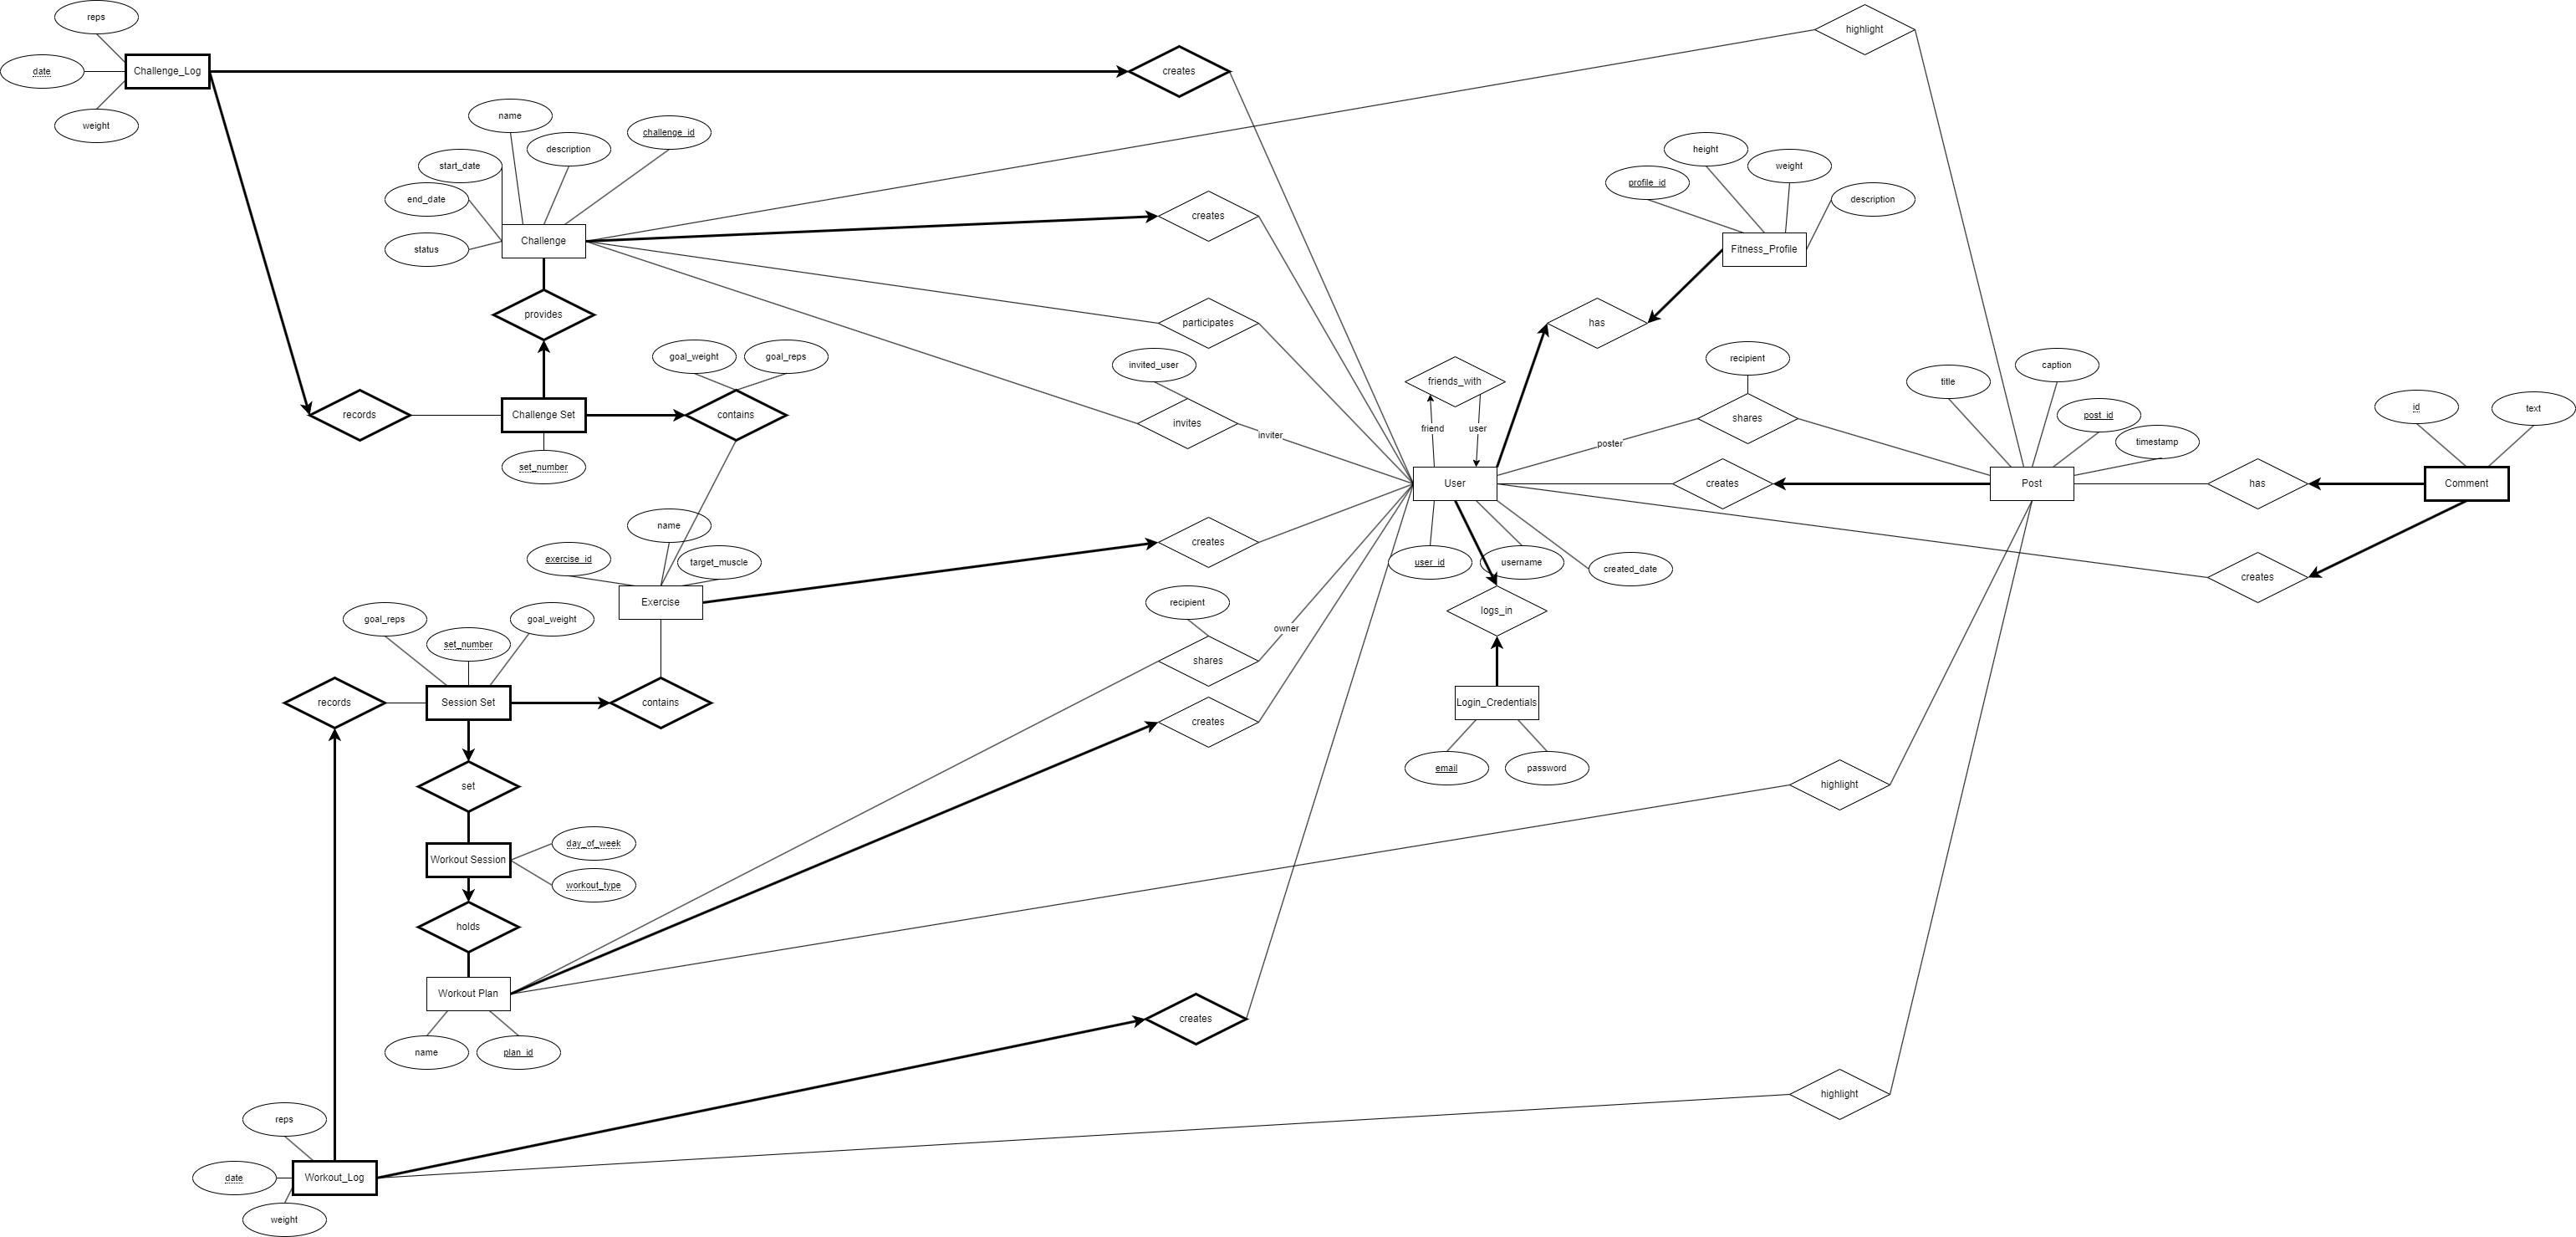 reps
highlight
date
Challenge_Log
creates
name
weight
challenge_id
description
height
start_date
weight
profile_id
end_date
description
creates
Challenge
status
Fitness_Profile
provides
participates
has
goal_weight
goal_reps
recipient
invited_user
caption
friends_with
title
id
text
records
Challenge Set
contains
shares
post_id
invites
friend
user
inviter
poster
timestamp
set_number
User
creates
Post
has
Comment
name
creates
exercise_id
target_muscle
user_id
username
created_date
creates
Exercise
recipient
logs_in
goal_reps
goal_weight
owner
set_number
shares
records
Session Set
contains
Login_Credentials
creates
email
password
set
highlight
day_of_week
Workout Session
workout_type
holds
Workout Plan
creates
name
plan_id
highlight
reps
date
Workout_Log
weight